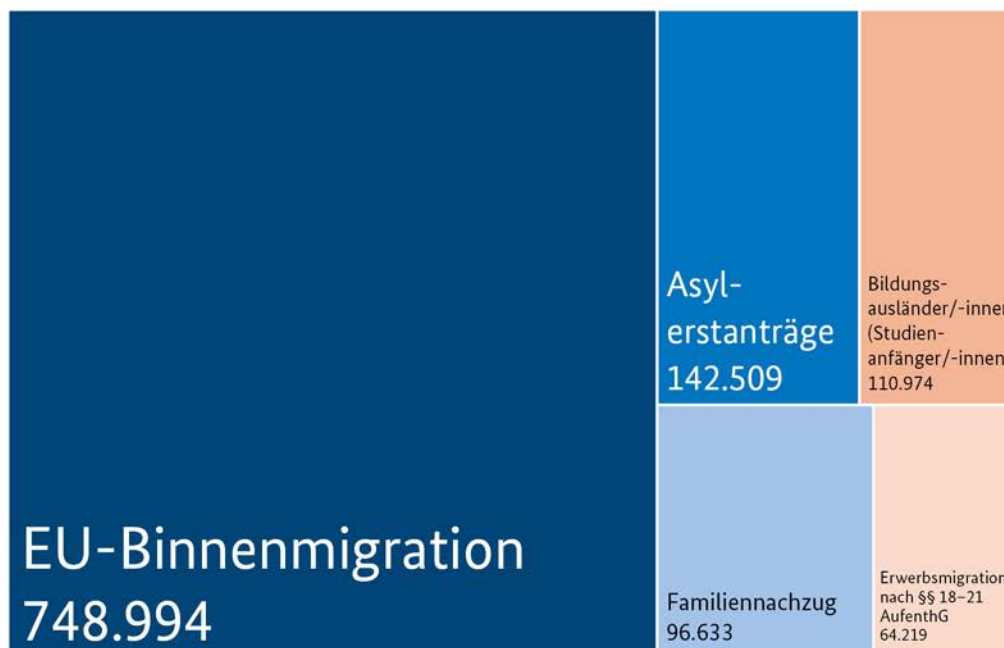 EU-Binnenmigration
748.994
Asyl-
erstanträge
142.509
Bildungs-
ausländer/-innen
(Studien-
anfänger/-innen
110.974
Familiennachzug
96.633
Erwerbsmigration
nach §§ 18–21
AufenthG
64.219